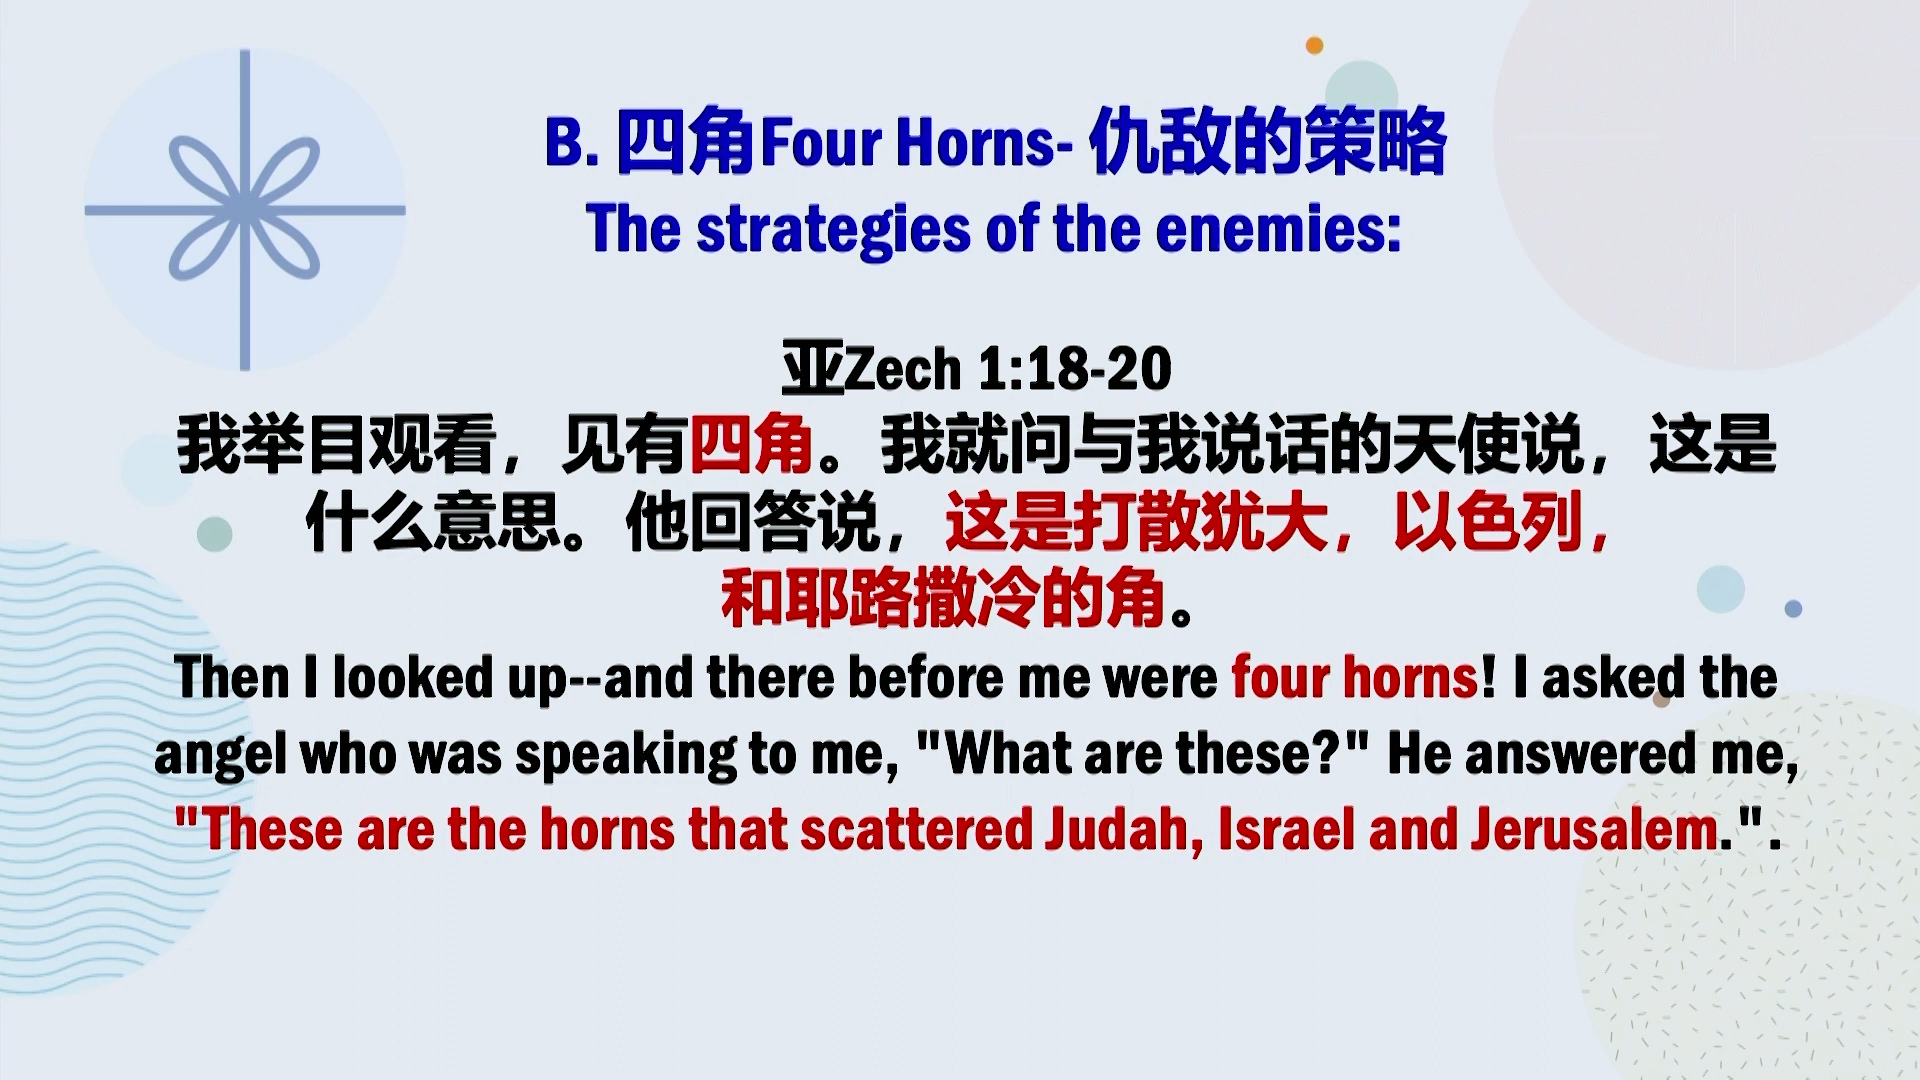 B. 四角Four Horns- 仇敌的策略
The strategies of the enemies:
亚Zech 1:18-20
我举目观看，见有四角。我就问与我说话的天使说，这是
什么意思。他回答说，这是打散犹大，以色列，
和耶路撒冷的角。
Then I looked up--and there before me were four horns! I asked the
angel who was speaking to me, "What are these?" He answered me,
"These are the horns that scattered Judah, Israel and Jerusalem.".